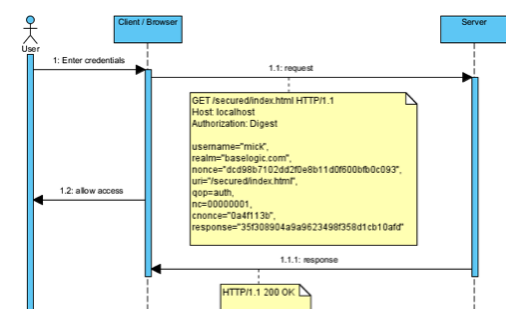 Client / Browser
Server
User
1: Enter credentials
1.1: request
GET /secured/index.html HTTP/1.1
Host: localhost
Authorization: Digest
username="mick",
realm="baselogic.com",
nonce="dcd98b7102dd2f0e8b11d0f600bfb0c093",
uri="/secured/index.html",
qop=auth,
nc=00000001,
cnonce="0a4f113b",
response="35f308904a9a9623498f358d1cb10afd"
1.2: allow access
1.1.1: response
HTTP/1.1 200 OK